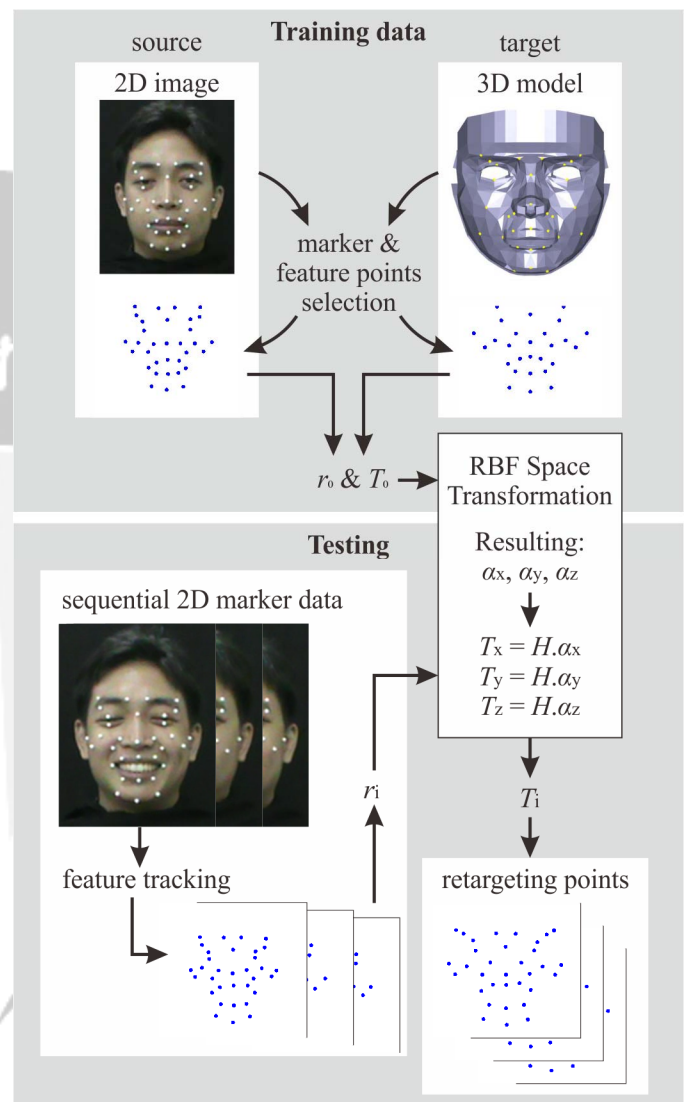 Training data
source
target
2D image
3D model
marker &
feature points
selection
r₀ & T₀
RBF Space
Transformation
Resulting:
αx, αy, αz
Tx = H.αx
Ty = H.αy
Tz = H.αz
Testing
sequential 2D marker data
feature tracking
ri
Ti
retargeting points